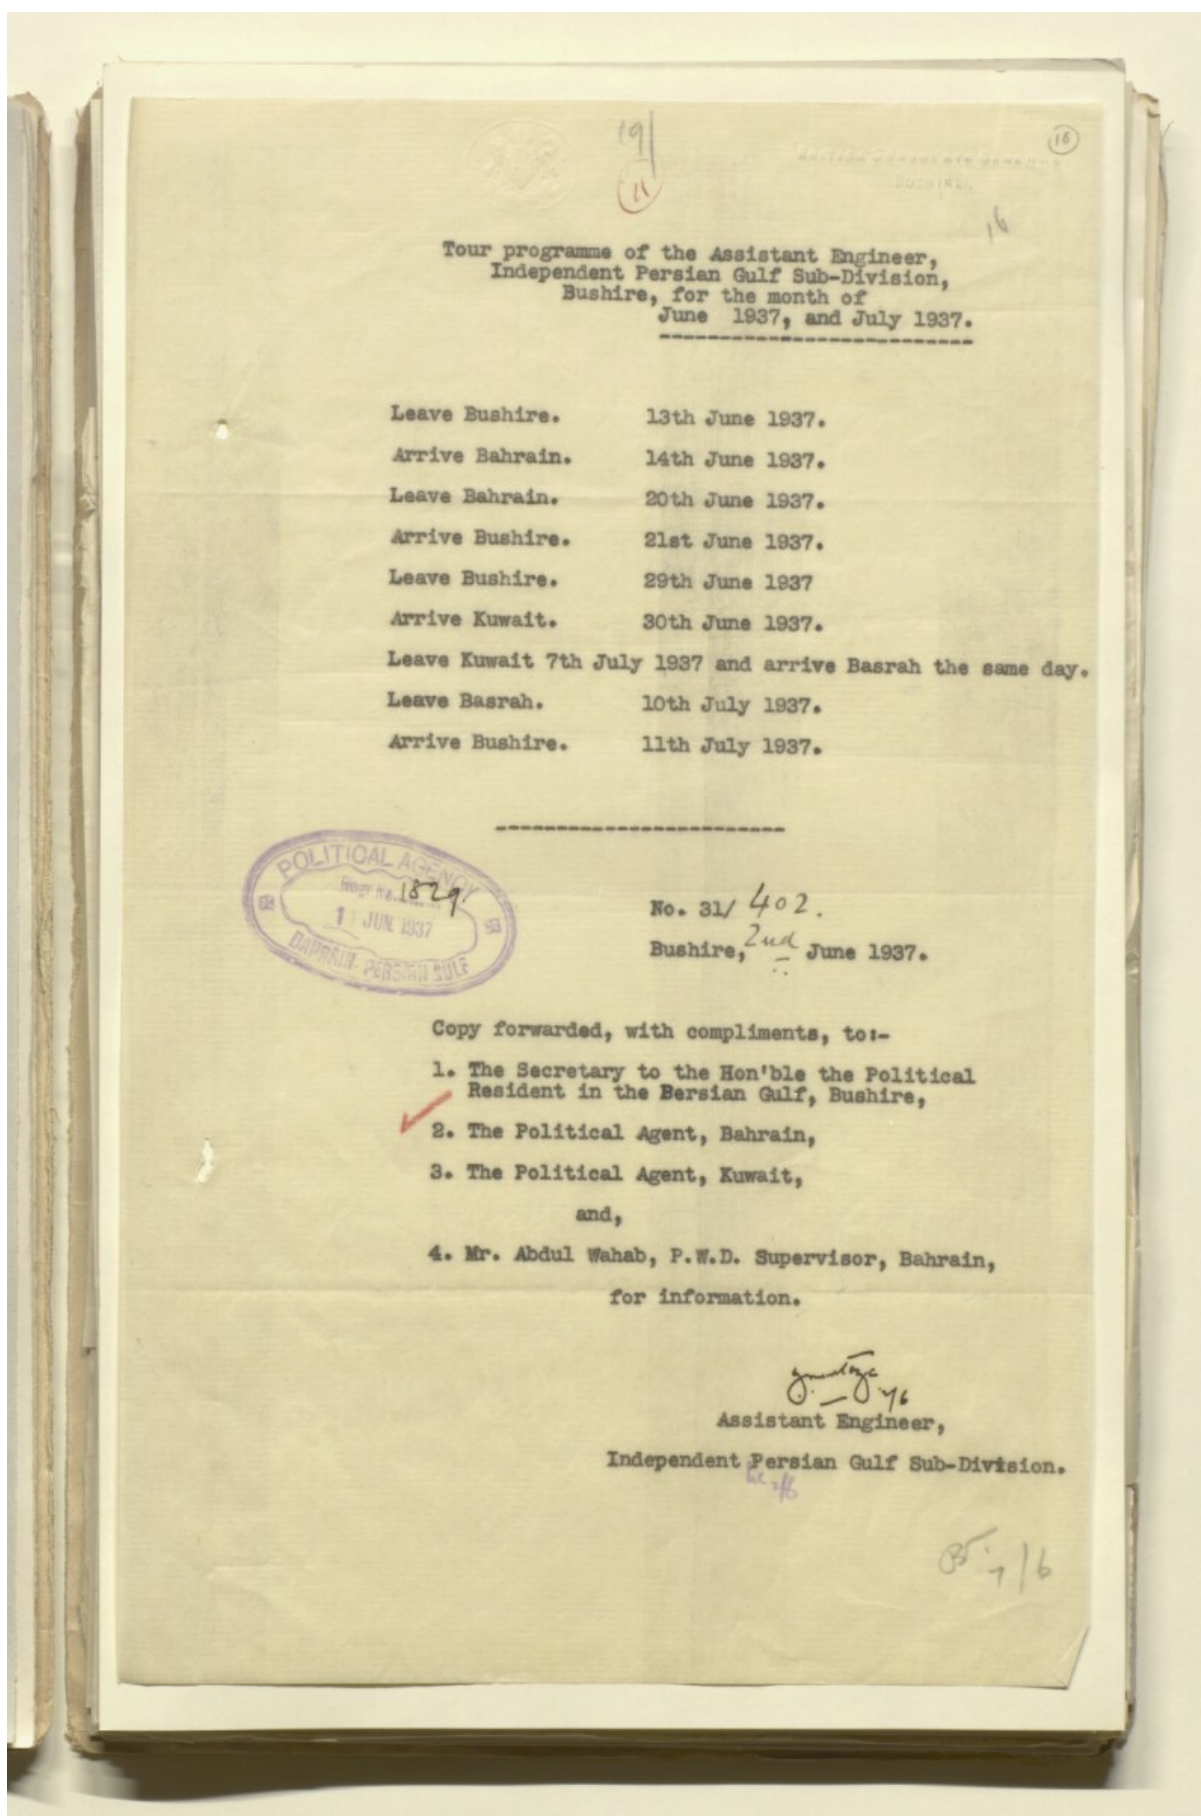 19
11
16
16
Tour programme of the Assistant Engineer,
Independent Persian Gulf Sub-Division,
Bushire, for the month of
June 1937, and July 1937.
Leave Bushire. 13th June 1937.
Arrive Bahrain. 14th June 1937.
Leave Bahrain. 20th June 1937.
Arrive Bushire. 21st June 1937.
Leave Bushire. 29th June 1937
Arrive Kuwait. 30th June 1937.
Leave Kuwait 7th July 1937 and arrive Basrah the same day.
Leave Basrah. 10th July 1937.
Arrive Bushire. 11th July 1937.
POLITICAL AGENCY
Regr No. 1829
JUN 1937
BAHREIN. PERSIAN GULF
No. 31/ 402.
Bushire, 2nd June 1937.
Copy forwarded, with compliments, to:-
1. The Secretary to the Hon'ble the Political
Resident in the Bersian Gulf, Bushire,
2. The Political Agent, Bahrain,
3. The Political Agent, Kuwait,
and,
4. Mr. Abdul Wahab, P.W.D. Supervisor, Bahrain,
for information.
Assistant Engineer,
Independent Persian Gulf Sub-Division.
7/6